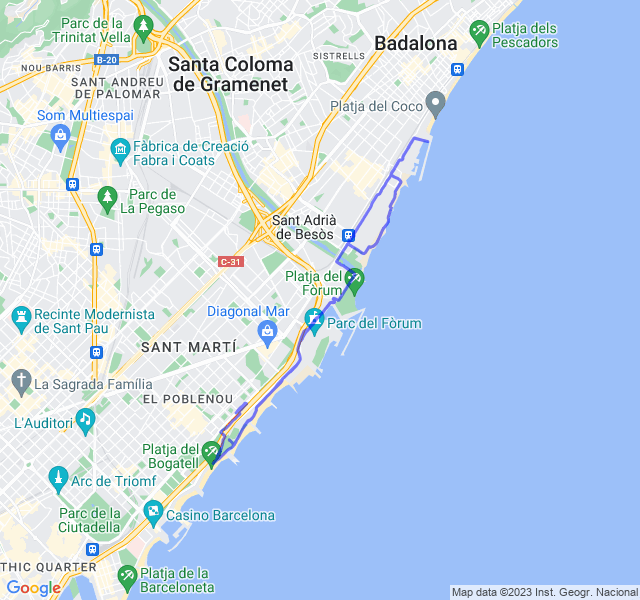 Parc de la
Trinitat Vella
Platja dels
Pescadors
Badalona
B-20
SISTRELLS
Santa Coloma
de Gramenet
NOU BARRIS
SANT ANDREU
DE PALOMAR
Platja del Coco
Som Multiespai
Fàbrica de Creació
Fabra i Coats
Parc de
La Pegaso
Sant Adrià
de Besòs
C-31
Platja del
Fòrum
Diagonal Mar
Recinte Modernista
de Sant Pau
Parc del Fòrum
SANT MARTÍ
La Sagrada Família
EL POBLENOU
L'Auditori
Platja del
Bogatell
Arc de Triomf
Parc de la
Ciutadella
Casino Barcelona
THIC QUARTER
Platja de la
Barceloneta
Google
Map data ©2023 Inst. Geogr. Nacional